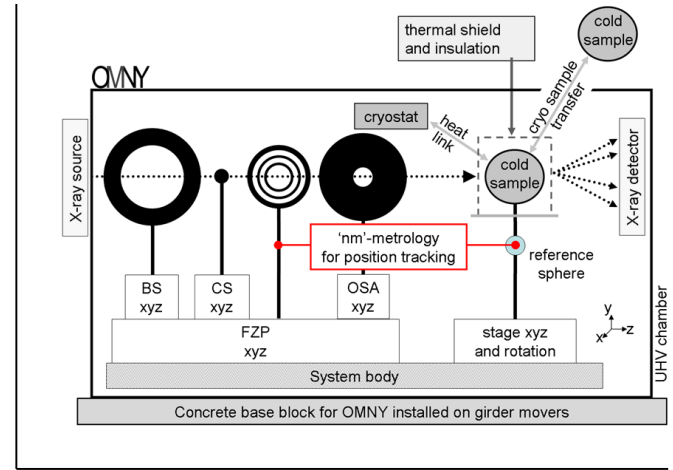 thermal shield
and insulation
cold
sample
OMNY
cryo sample
transfer
cryostat
heat
link
cold
sample
X-ray source
X-ray detector
'nm'-metrology
for position tracking
reference
sphere
BS
xyz
CS
xyz
OSA
xyz
FZP
xyz
stage xyz
and rotation
y
x
z
UHV chamber
System body
Concrete base block for OMNY installed on girder movers